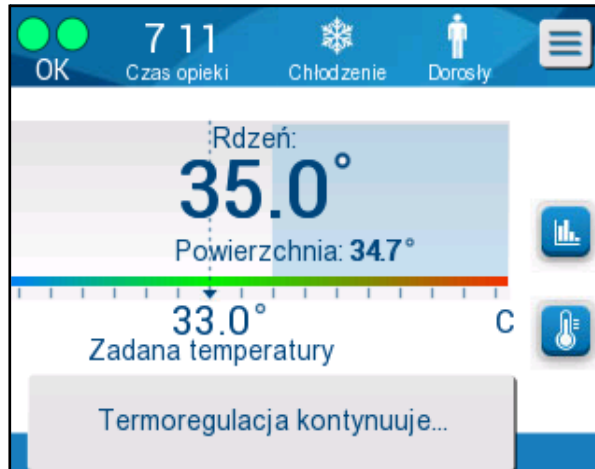 7 11
OK
Czas opieki
Chłodzenie
Dorosły
Rdzeń:
35.0°
Powierzchnia: 34.7°
33.0°
C
Zadana temperatury
Termoregulacja kontynuuje...